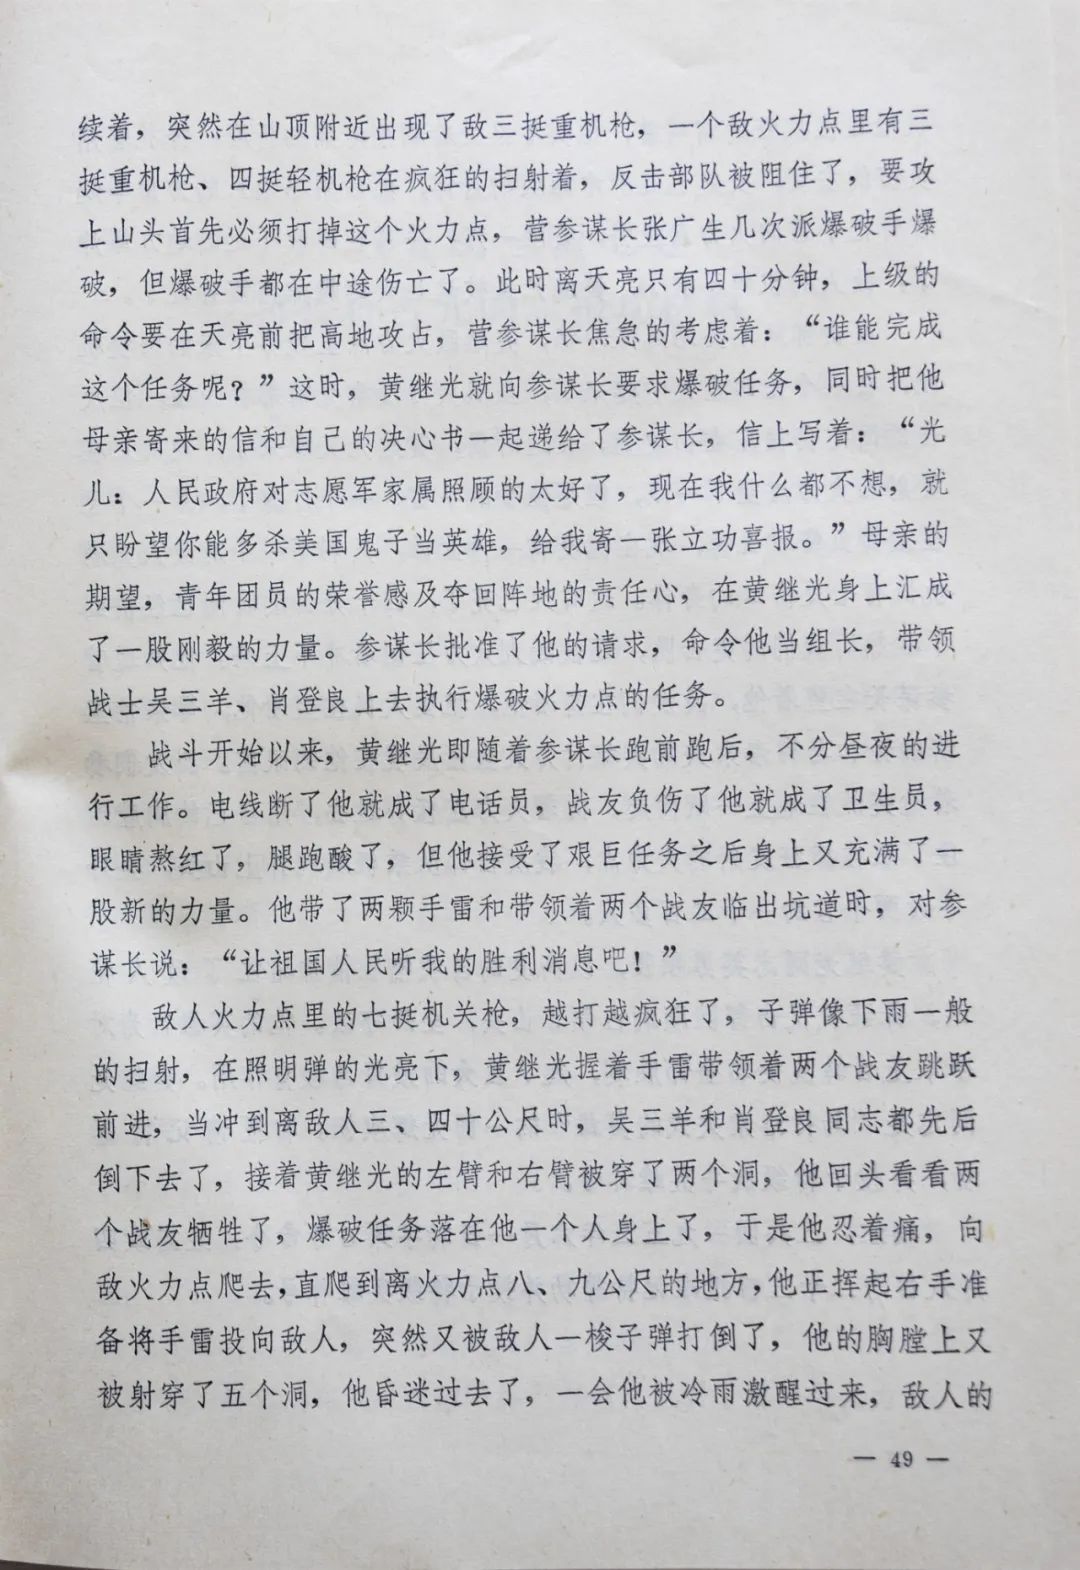 续着，突然在山顶附近出现了敌三挺重机枪，一个敌火力点里有三
挺重机枪、四挺轻机枪在疯狂的扫射着，反击部队被阻住了，要攻
上山头首先必须打掉这个火力点，营参谋长张广生几次派爆破手爆
破，但爆破手都在中途伤亡了。此时离天亮只有四十分钟，上级的
命令要在天亮前把高地攻占，营参谋长焦急的考虑着：“谁能完成
这个任务呢？”这时，黄继光就向参谋长要求爆破任务，同时把他
母亲寄来的信和自己的决心书一起递给了参谋长，信上写着：“光
儿：人民政府对志愿军家属照顾的太好了，现在我什么都不想，就
只盼望你能多杀美国鬼子当英雄，给我寄一张立功喜报。”母亲的
期望，青年团员的荣誉感及夺回阵地的责任心，在黄继光身上汇成
了一股刚毅的力量。参谋长批准了他的请求，命令他当组长，带领
战士吴三羊、肖登良上去执行爆破火力点的任务。
战斗开始以来，黄继光即随着参谋长跑前跑后，不分昼夜的进
行工作。电线断了他就成了电话员，战友负伤了他就成了卫生员，
眼睛熬红了，腿跑酸了，但他接受了艰巨任务之后身上又充满了一
股新的力量。他带了两颗手雷和带领着两个战友临出坑道时，对参
谋长说：“让祖国人民听我的胜利消息吧！”
敌人火力点里的七挺机关枪，越打越疯狂了，子弹像下雨一般
的扫射，在照明弹的光亮下，黄继光握着手雷带领着两个战友跳跃
前进，当冲到离敌人三、四十公尺时，吴三羊和肖登良同志都先后
倒下去了，接着黄继光的左臂和右臂被穿了两个洞，他回头看看两
个战友牺牲了，爆破任务落在他一个人身上了，于是他忍着痛，向
敌火力点爬去，直爬到离火力点八、九公尺的地方，他正挥起右手准
备将手雷投向敌人，突然又被敌人一梭子弹打倒了，他的胸膛上又
被射穿了五个洞，他昏迷过去了，一会他被冷雨激醒过来，敌人的
— 49 —